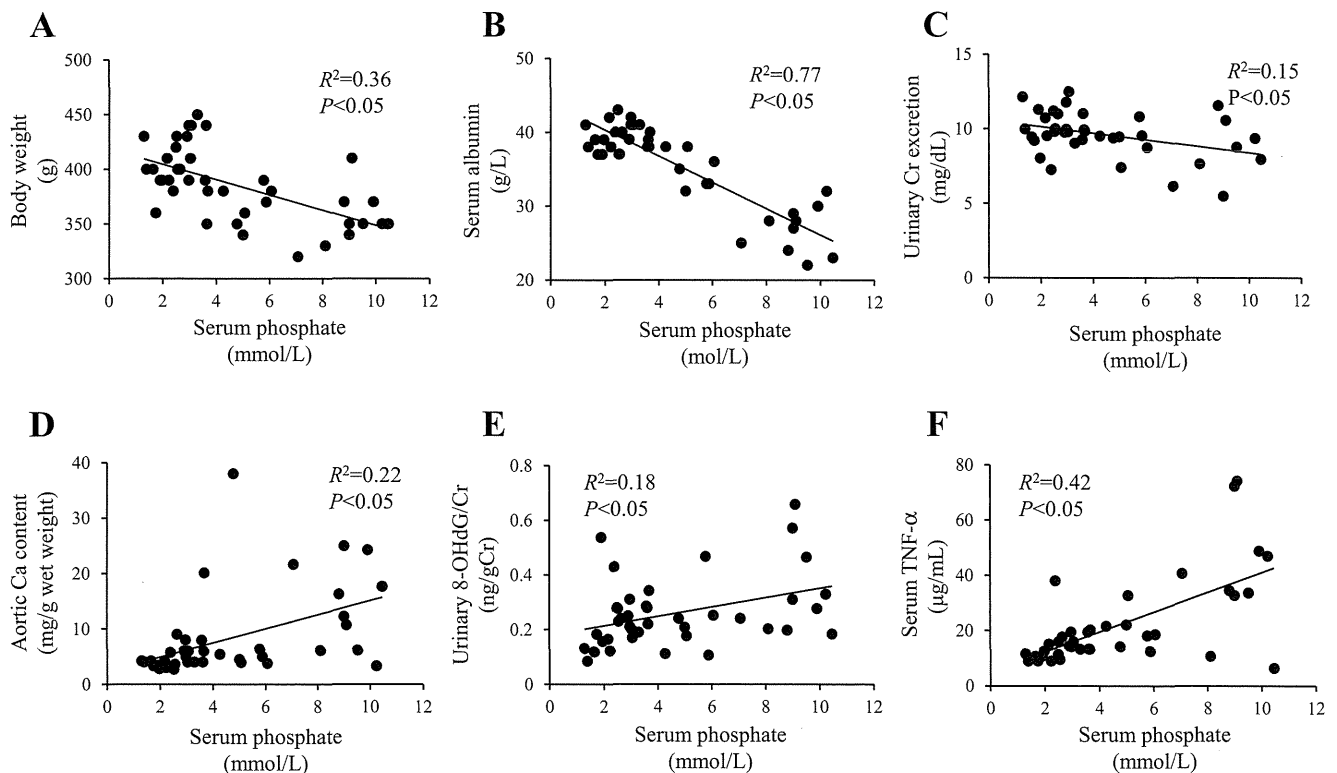 A
500
450
400
350
300
Body weight
(g)
R²=0.36
P<0.05
0 2 4 6 8 10 12
Serum phosphate
(mmol/L)
B
50
40
30
20
Serum albumin
(g/L)
R²=0.77
P<0.05
0 2 4 6 8 10 12
Serum phosphate
(mol/L)
C
15
10
5
0
Urinary Cr excretion
(mg/dL)
R²=0.15
P<0.05
0 2 4 6 8 10 12
Serum phosphate
(mmol/L)
D
40
30
20
10
0
Aortic Ca content
(mg/g wet weight)
R²=0.22
P<0.05
0 2 4 6 8 10 12
Serum phosphate
(mmol/L)
E
0.8
0.6
0.4
0.2
0
Urinary 8-OHdG/Cr
(ng/gCr)
R²=0.18
P<0.05
0 2 4 6 8 10 12
Serum phosphate
(mmol/L)
F
80
60
40
20
0
Serum TNF-α
(μg/mL)
R²=0.42
P<0.05
0 2 4 6 8 10 12
Serum phosphate
(mmol/L)